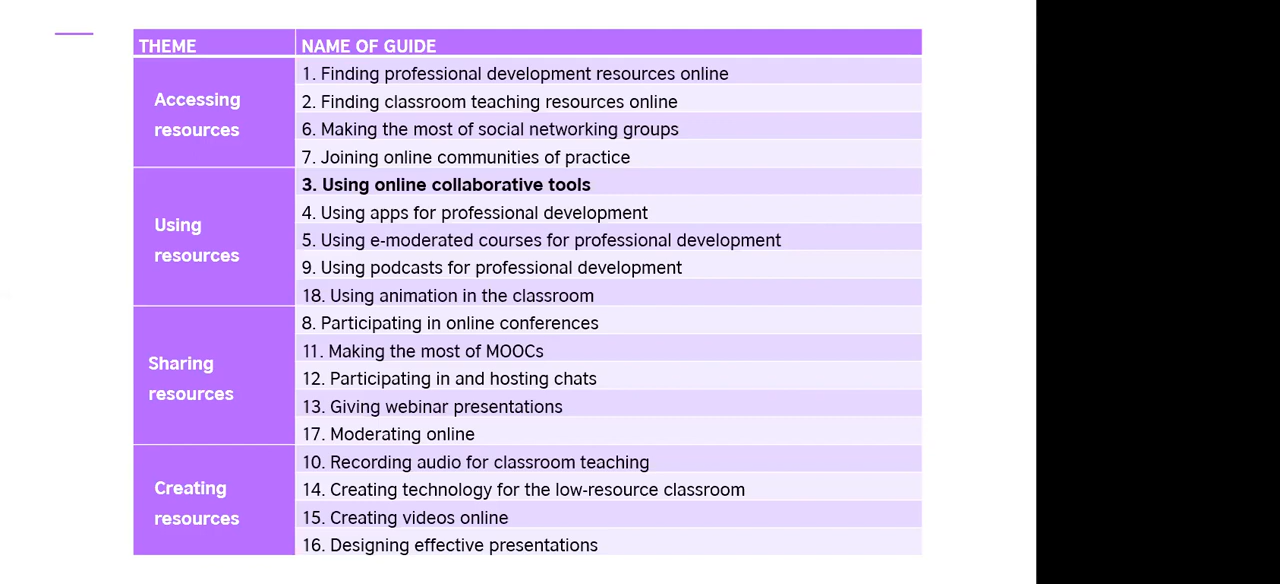 THEME
NAME OF GUIDE
Accessing
resources
1. Finding professional development resources online
2. Finding classroom teaching resources online
6. Making the most of social networking groups
7. Joining online communities of practice
Using
resources
3. Using online collaborative tools
4. Using apps for professional development
5. Using e-moderated courses for professional development
9. Using podcasts for professional development
18. Using animation in the classroom
Sharing
resources
8. Participating in online conferences
11. Making the most of MOOCs
12. Participating in and hosting chats
13. Giving webinar presentations
17. Moderating online
Creating
resources
10. Recording audio for classroom teaching
14. Creating technology for the low-resource classroom
15. Creating videos online
16. Designing effective presentations